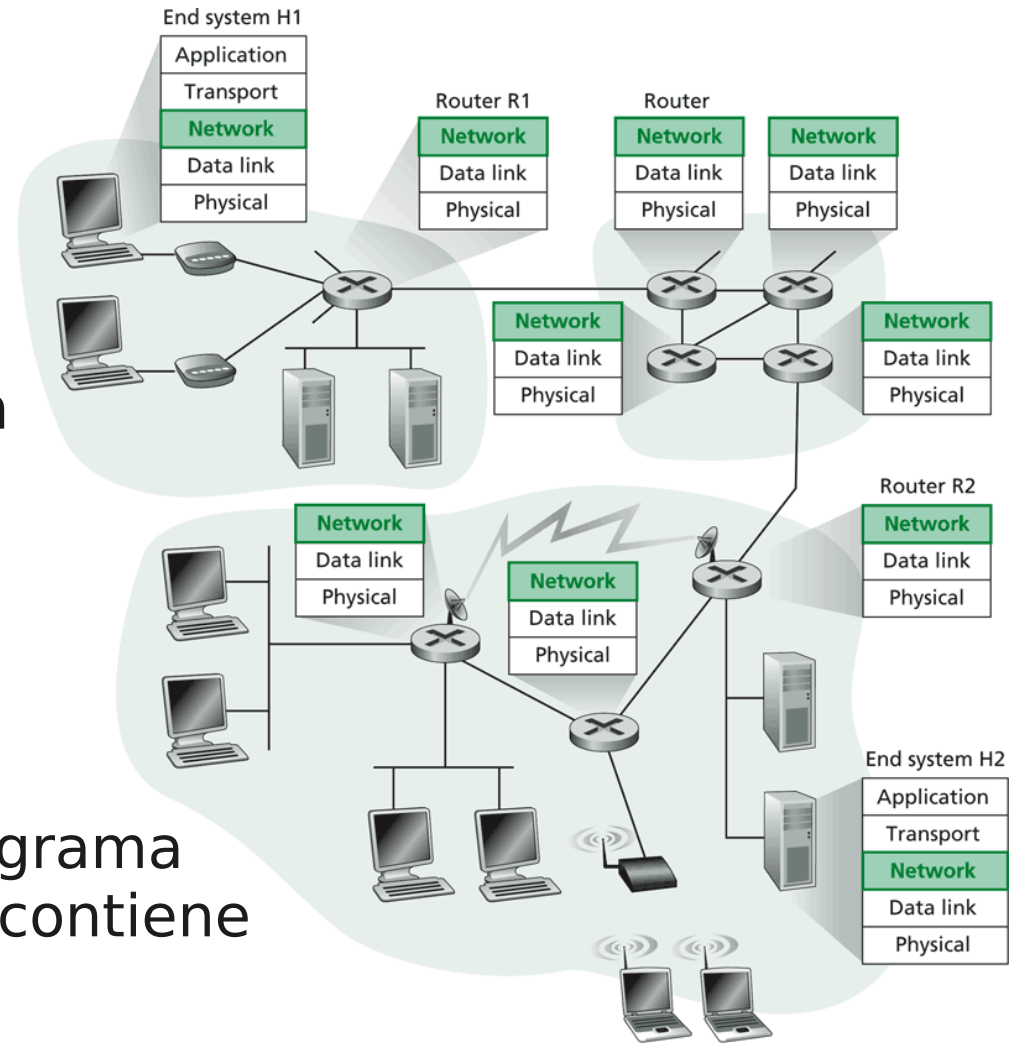 End system H1
Application
Transport
Network
Data link
Physical
Router R1
Network
Data link
Physical
Router
Network
Data link
Physical
Network
Data link
Physical
Network
Data link
Physical
Network
Data link
Physical
Router R2
Network
Data link
Physical
Network
Data link
Physical
Network
Data link
Physical
grama
contiene
End system H2
Application
Transport
Network
Data link
Physical